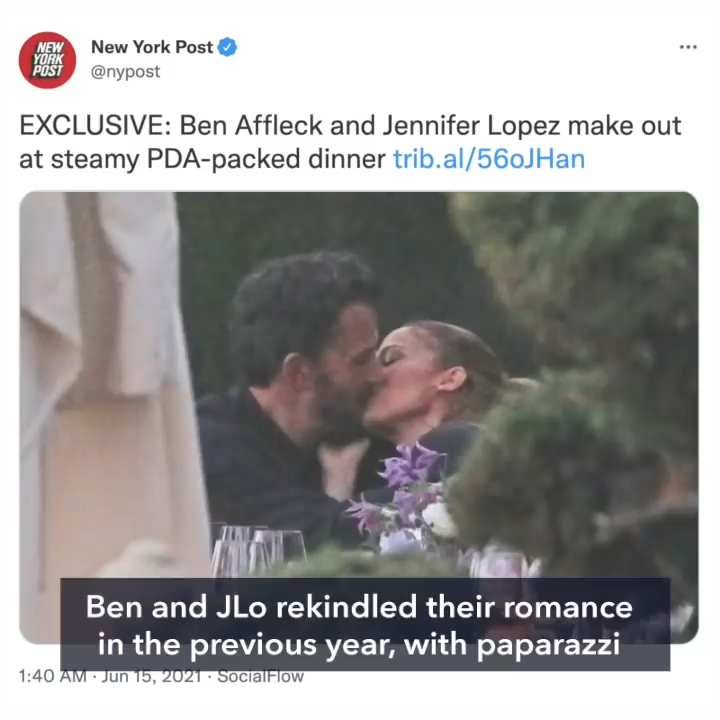 NEW
YORK
POST
New York Post
@nypost
EXCLUSIVE: Ben Affleck and Jennifer Lopez make out
at steamy PDA-packed dinner trib.al/56oJHan
Ben and JLo rekindled their romance
in the previous year, with paparazzi
1:40 AM · Jun 15, 2021 · SocialFlow